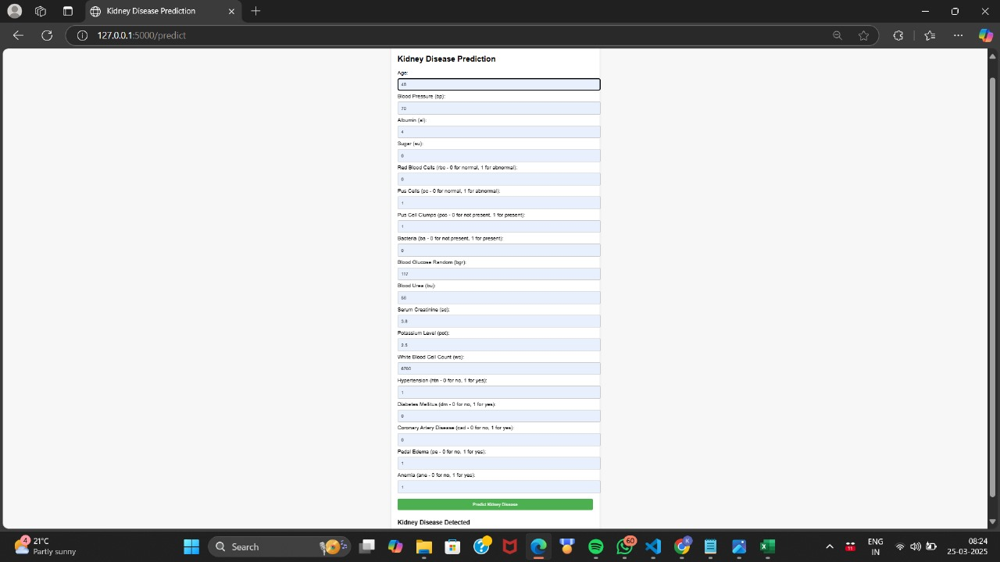 Kidney Disease Prediction
127.0.0.1:5000/predict
Kidney Disease Prediction
Age:
48
Blood Pressure (bp):
70
Albumin (al):
4
Sugar (su):
0
Red Blood Cells (rbc - 0 for normal, 1 for abnormal):
0
Pus Cells (pc - 0 for normal, 1 for abnormal):
1
Pus Cell Clumps (pcc - 0 for not present, 1 for present):
1
Bacteria (ba - 0 for not present, 1 for present):
0
Blood Glucose Random (bgr):
117
Blood Urea (bu):
56
Serum Creatinine (sc):
3.8
Potassium Level (pot):
2.5
White Blood Cell Count (wc):
6700
Hypertension (htn - 0 for no, 1 for yes):
1
Diabetes Mellitus (dm - 0 for no, 1 for yes):
0
Coronary Artery Disease (cad - 0 for no, 1 for yes):
0
Pedal Edema (pe - 0 for no, 1 for yes):
1
Anemia (ane - 0 for no, 1 for yes):
1
Predict Kidney Disease
Kidney Disease Detected
4
21°C
Partly sunny
Search
60
11
ENG
IN
08:24
25-03-2025